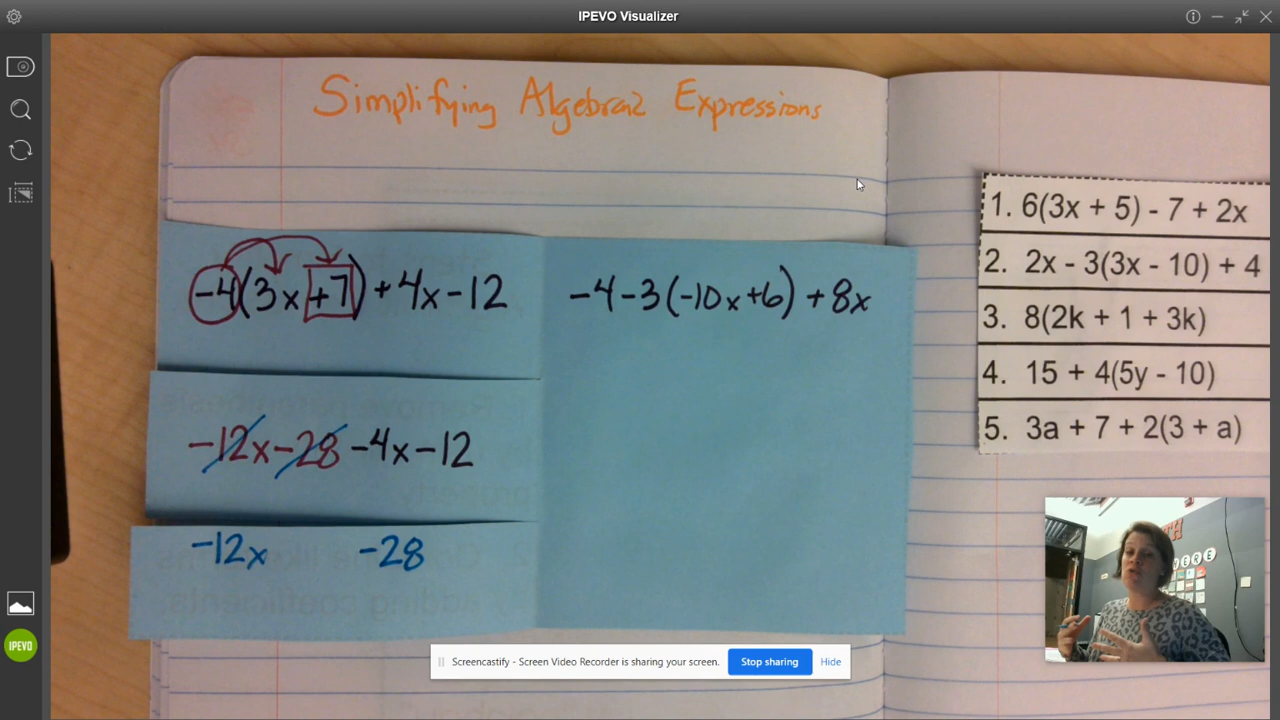 IPEVO Visualizer
Simplifying Algebraic Expressions
-4(3x+7)+4x-12
-12x-28-4x-12
-12x -28
-4-3(-10x+6)+8x
1. 6(3x + 5) - 7 + 2x
2. 2x - 3(3x - 10) + 4
3. 8(2k + 1 + 3k)
4. 15 + 4(5y - 10)
5. 3a + 7 + 2(3 + a)
IPEVO
Screencastify - Screen Video Recorder is sharing your screen. Stop sharing Hide